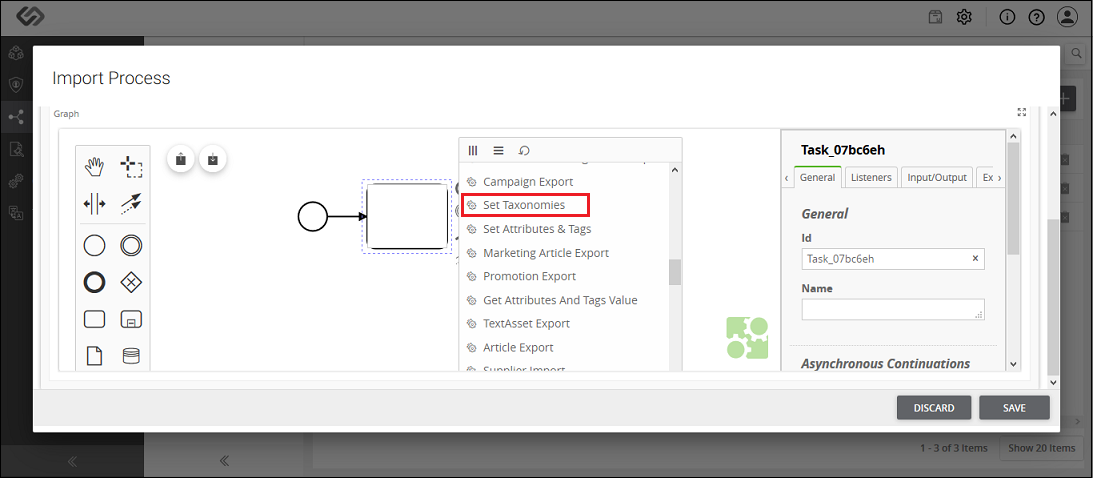 Import Process
Graph
Campaign Export
Set Taxonomies
Set Attributes & Tags
Marketing Article Export
Promotion Export
Get Attributes And Tags Value
TextAsset Export
Article Export
Supplier Import
Task_07bc6eh
General
Listeners
Input/Output
Ex
General
Id
Task_07bc6eh
Name
Asynchronous Continuations
DISCARD
SAVE
1 - 3 of 3 Items
Show 20 Items